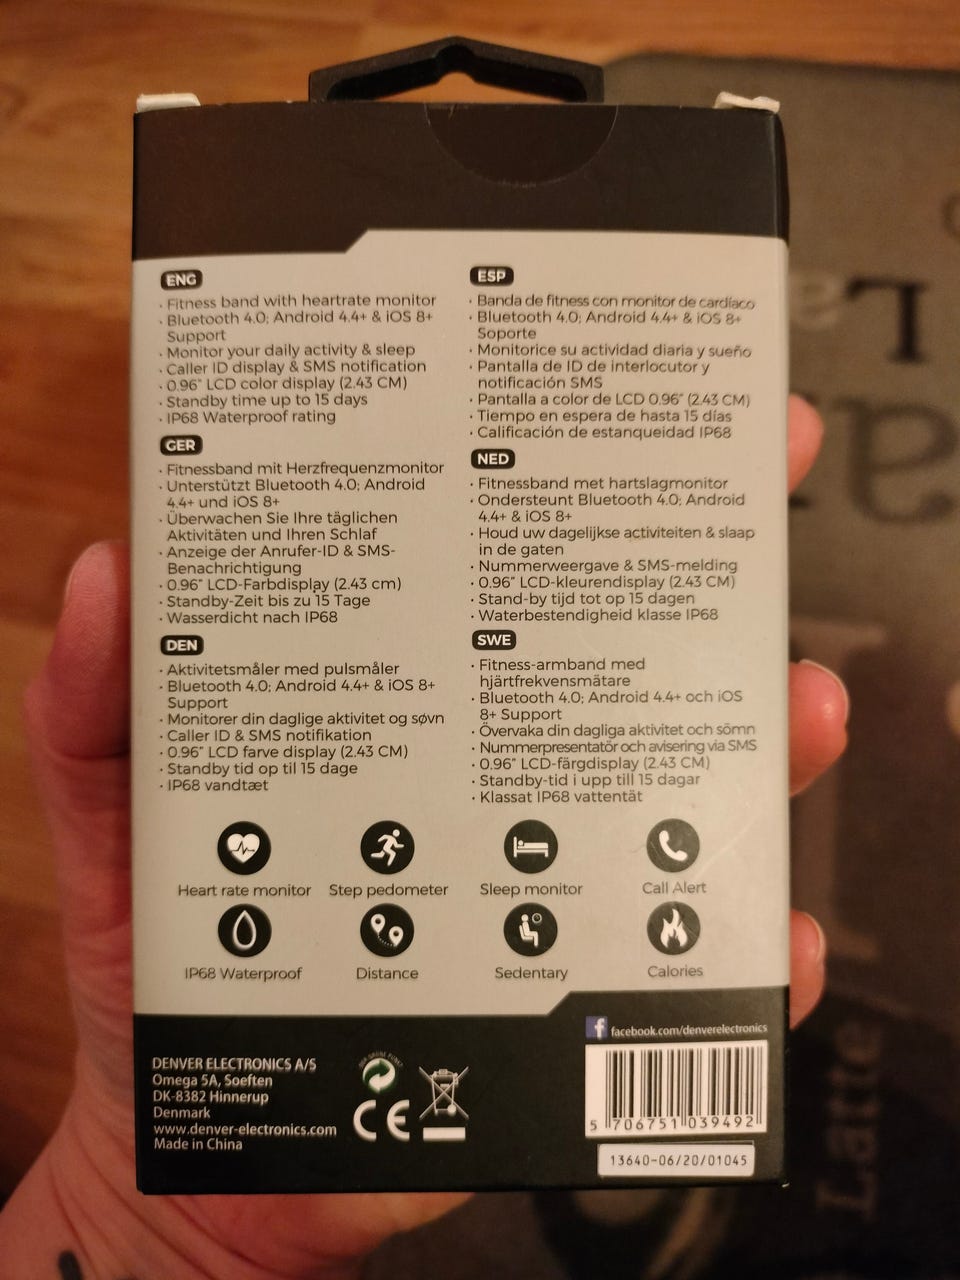 ENG
· Fitness band with heartrate monitor
· Bluetooth 4.0; Android 4.4+ & iOS 8+
Support
· Monitor your daily activity & sleep
· Caller ID display & SMS notification
· 0.96" LCD color display (2.43 CM)
· Standby time up to 15 days
· IP68 Waterproof rating
GER
· Fitnessband mit Herzfrequenzmonitor
· Unterstützt Bluetooth 4.0; Android
4.4+ und iOS 8+
· Überwachen Sie Ihre täglichen
Aktivitäten und Ihren Schlaf
· Anzeige der Anrufer-ID & SMS-
Benachrichtigung
· 0.96" LCD-Farbdisplay (2.43 cm)
· Standby-Zeit bis zu 15 Tage
· Wasserdicht nach IP68
DEN
· Aktivitetsmåler med pulsmåler
· Bluetooth 4.0; Android 4.4+ & iOS 8+
Support
· Monitorer din daglige aktivitet og søvn
· Caller ID & SMS notifikation
· 0.96" LCD farve display (2.43 CM)
· Standby tid op til 15 dage
· IP68 vandtæt
ESP
· Banda de fitness con monitor de cardíaco
· Bluetooth 4.0; Android 4.4+ & iOS 8+
Soporte
· Monitorice su actividad diaria y sueño
· Pantalla de ID de interlocutor y
notificación SMS
· Pantalla a color de LCD 0.96" (2.43 CM)
· Tiempo en espera de hasta 15 días
· Calificación de estanqueidad IP68
NED
· Fitnessband met hartslagmonitor
· Ondersteunt Bluetooth 4.0; Android
4.4+ & iOS 8+
· Houd uw dagelijkse activiteiten & slaap
in de gaten
· Nummerweergave & SMS-melding
· 0.96" LCD-kleurendisplay (2.43 CM)
· Stand-by tijd tot op 15 dagen
· Waterbestendigheid klasse IP68
SWE
· Fitness-armband med
hjärtfrekvensmätare
· Bluetooth 4.0; Android 4.4+ och iOS
8+ Support
· Övervaka din dagliga aktivitet och sömn
· Nummerpresentatör och avisering via SMS
· 0.96" LCD-färgdisplay (2.43 CM)
· Standby-tid i upp till 15 dagar
· Klassat IP68 vattentät
Heart rate monitor Step pedometer Sleep monitor Call Alert
IP68 Waterproof Distance Sedentary Calories
DENVER ELECTRONICS A/S
Omega 5A, Soeften
DK-8382 Hinnerup
Denmark
www.denver-electronics.com
Made in China
DER GRÜNE PUNKT
CE
f facebook.com/denverelectronics
5 706751 039492
13640-06/20/01045
Latte